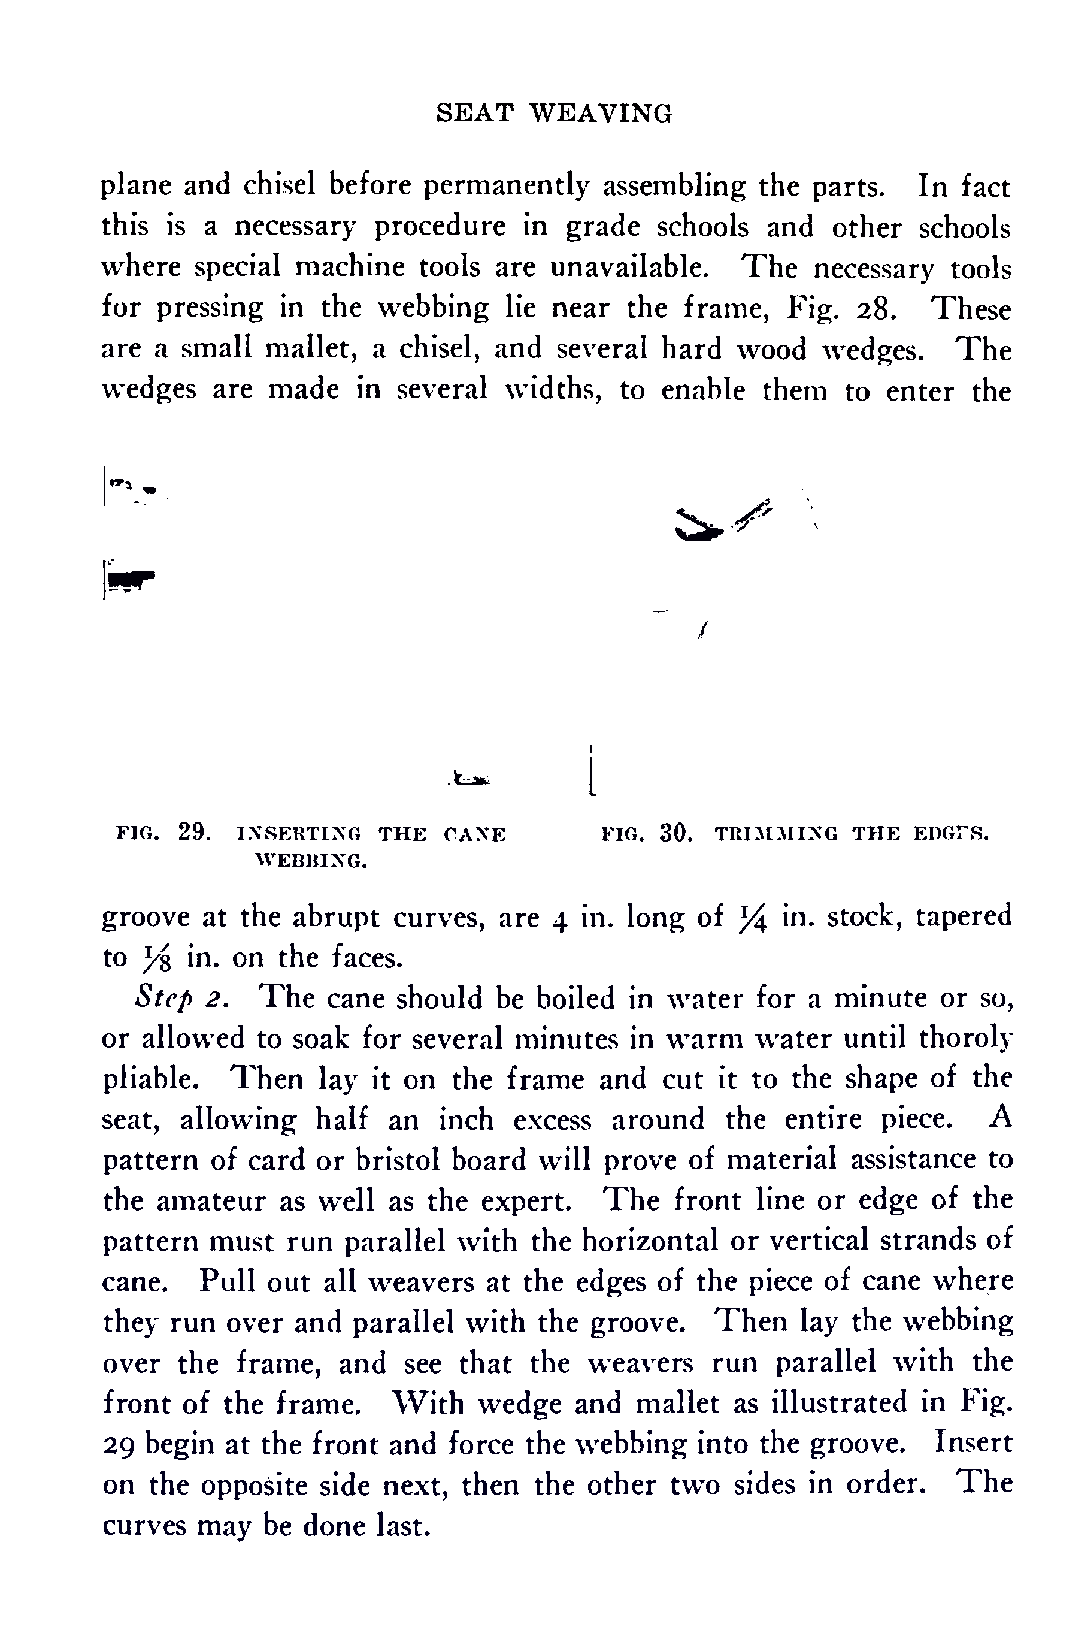 SEAT WEAVING
plane and chisel before permanently assembling the parts. In fact
this is a necessary procedure in grade schools and other schools
where special machine tools are unavailable. The necessary tools
for pressing in the webbing lie near the frame, Fig. 28. These
are a small mallet, a chisel, and several hard wood wedges. The
wedges are made in several widths, to enable them to enter the
FIG. 29. INSERTING THE CANE
WEBBING.
FIG. 30. TRIMMING THE EDGES.
groove at the abrupt curves, are 4 in. long of ¼ in. stock, tapered
to ⅛ in. on the faces.
Step 2. The cane should be boiled in water for a minute or so,
or allowed to soak for several minutes in warm water until thoroly
pliable. Then lay it on the frame and cut it to the shape of the
seat, allowing half an inch excess around the entire piece. A
pattern of card or bristol board will prove of material assistance to
the amateur as well as the expert. The front line or edge of the
pattern must run parallel with the horizontal or vertical strands of
cane. Pull out all weavers at the edges of the piece of cane where
they run over and parallel with the groove. Then lay the webbing
over the frame, and see that the weavers run parallel with the
front of the frame. With wedge and mallet as illustrated in Fig.
29 begin at the front and force the webbing into the groove. Insert
on the opposite side next, then the other two sides in order. The
curves may be done last.